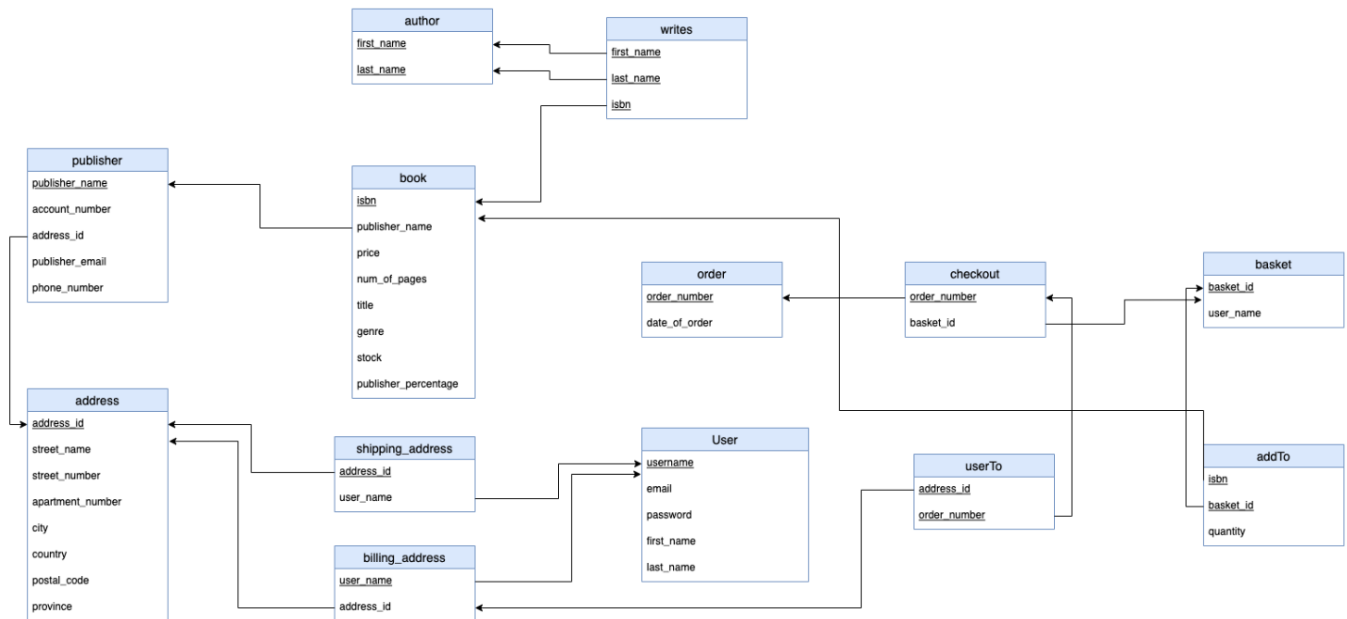 author
first_name
last_name
writes
first_name
last_name
isbn
publisher
publisher_name
account_number
address_id
publisher_email
phone_number
book
isbn
publisher_name
price
num_of_pages
title
genre
stock
publisher_percentage
order
order_number
date_of_order
checkout
order_number
basket_id
basket
basket_id
user_name
address
address_id
street_name
street_number
apartment_number
city
country
postal_code
province
shipping_address
address_id
user_name
billing_address
user_name
address_id
User
username
email
password
first_name
last_name
userTo
address_id
order_number
addTo
isbn
basket_id
quantity